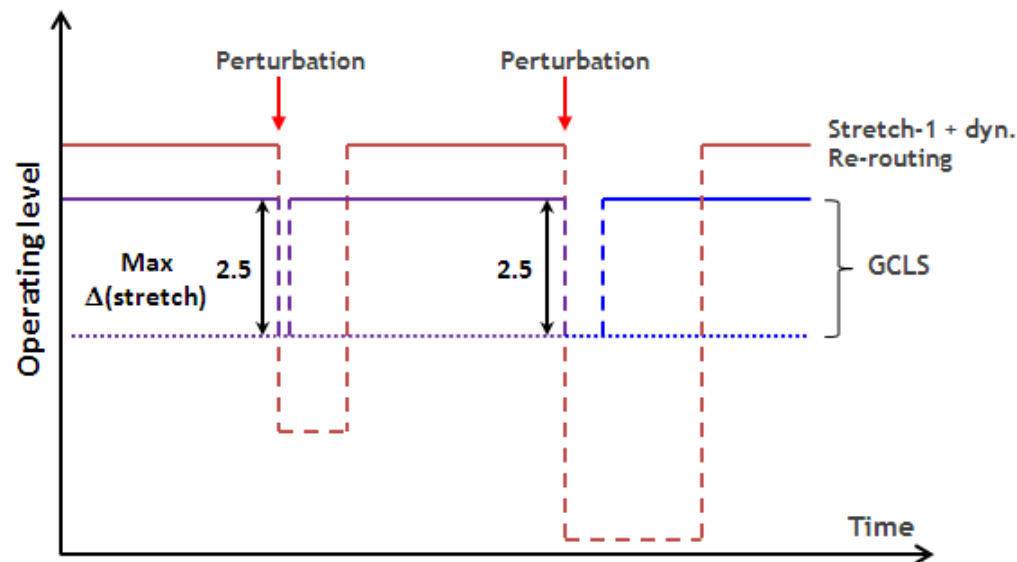 Perturbation
Perturbation
Stretch-1 + dyn.
Re-routing
Operating level
Max
Δ(stretch)
2.5
2.5
GCLS
Time